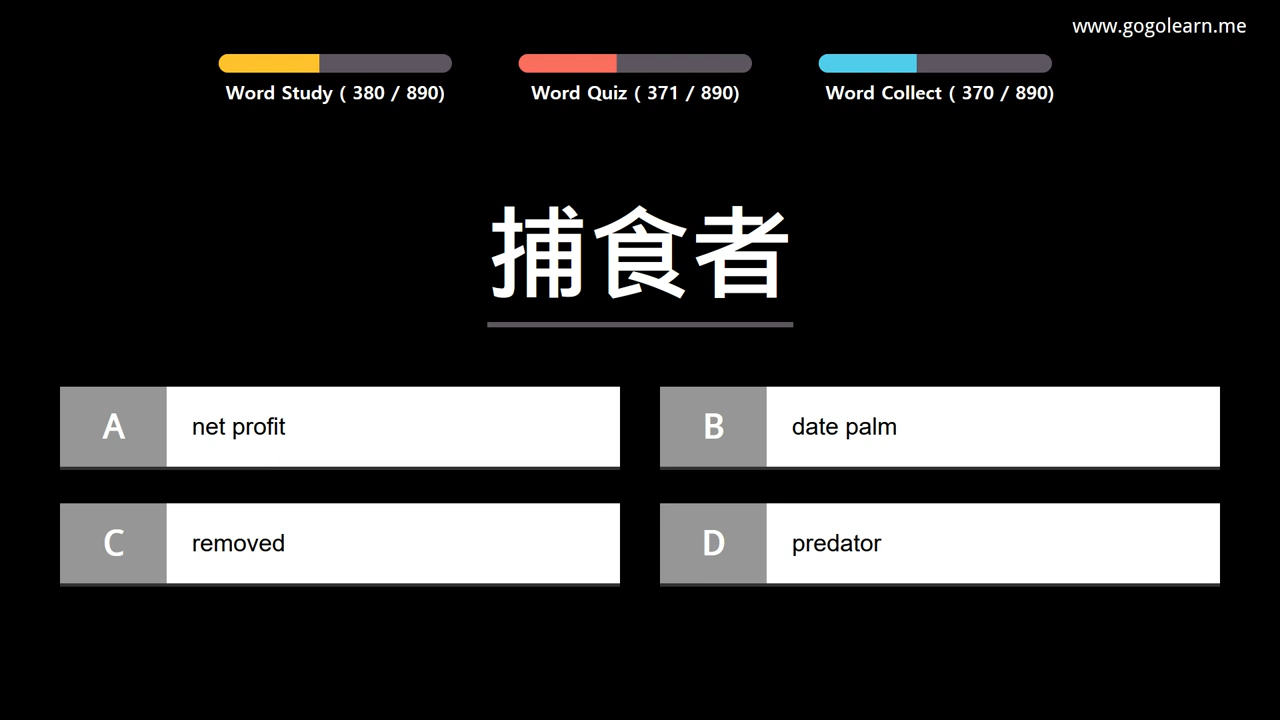 www.gogolearn.me
Word Study ( 380 / 890)
Word Quiz ( 371 / 890)
Word Collect ( 370 / 890)
捕食者
A net profit
B date palm
C removed
D predator